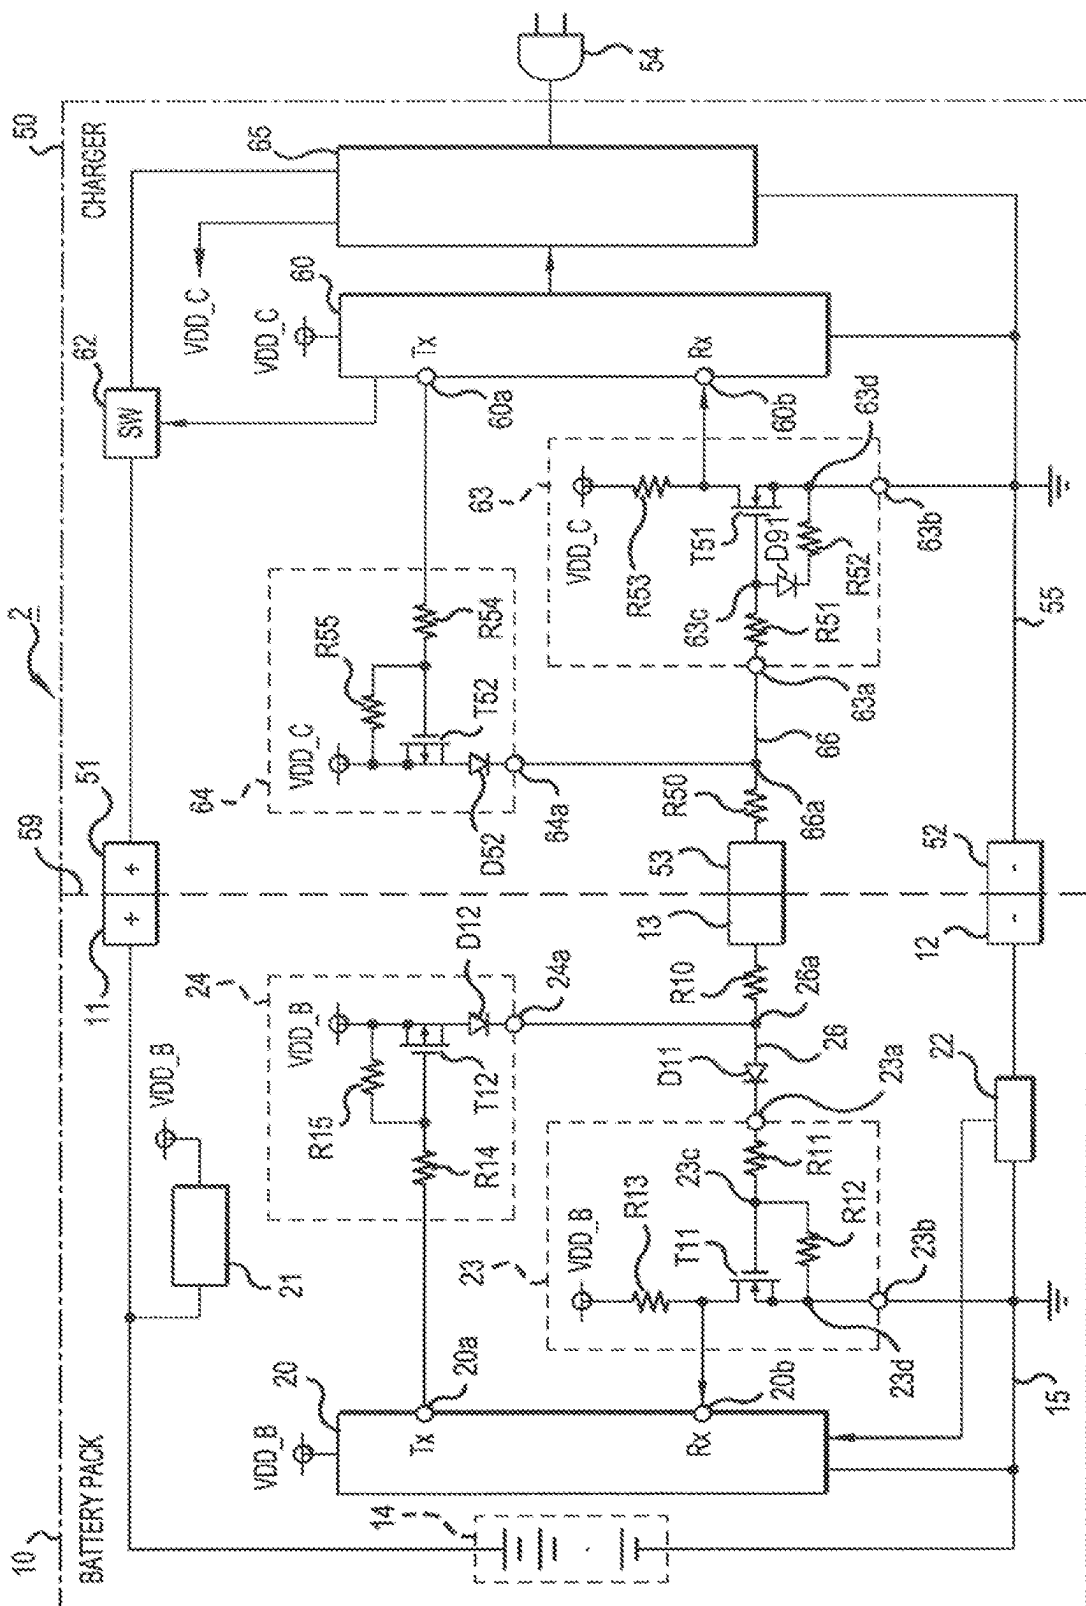 2
10
BATTERY PACK
50
CHARGER
59
11
+
+
51
62
SW
VDD_C
65
54
21
VDD_B
14
20
VDD_B
Tx
20a
Rx
20b
24
VDD_B
R15
R14
T12
D12
24a
23
VDD_B
R13
T11
23c
R11
R12
23a
23b
23d
D11
26
26a
R10
13
53
R50
66a
66
64
VDD_C
R55
R54
T52
D52
64a
63
VDD_C
R53
T51
63c
D91
R51
R52
63a
63b
63d
60
VDD_C
Tx
60a
Rx
60b
22
12
-
-
52
15
55